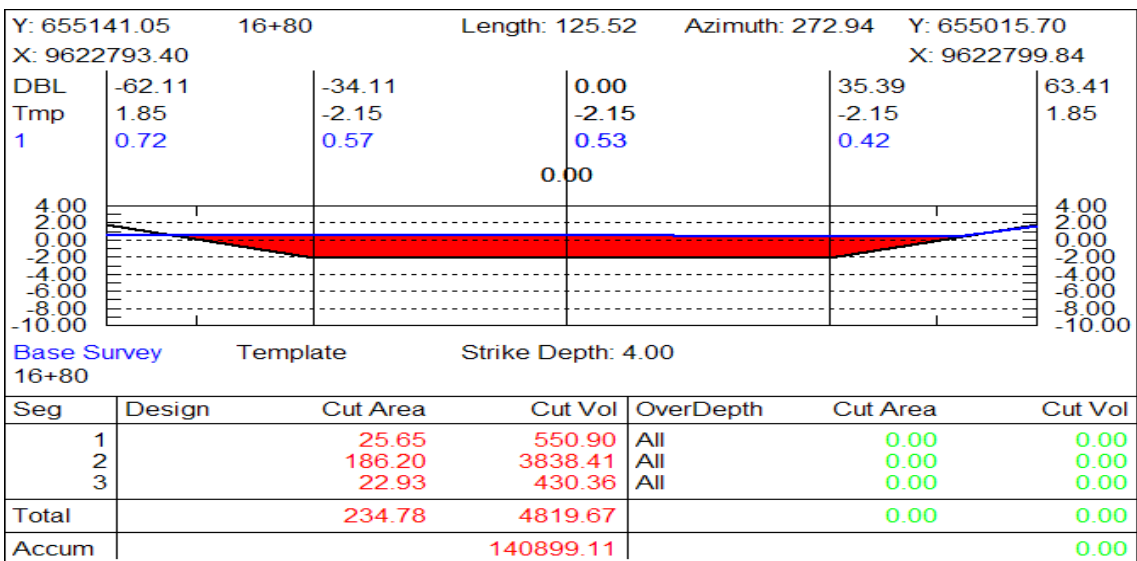 Y: 655141.05 16+80 Length: 125.52 Azimuth: 272.94 Y: 655015.70
X: 9622793.40 X: 9622799.84
DBL -62.11 -34.11 0.00 35.39 63.41
Tmp 1.85 -2.15 -2.15 -2.15 1.85
1 0.72 0.57 0.53 0.42
0.00
4.00 4.00
2.00 2.00
0.00 0.00
-2.00 -2.00
-4.00 -4.00
-6.00 -6.00
-8.00 -8.00
-10.00 -10.00
Base Survey Template Strike Depth: 4.00
16+80
Seg Design Cut Area Cut Vol OverDepth Cut Area Cut Vol
1 25.65 550.90 All 0.00 0.00
2 186.20 3838.41 All 0.00 0.00
3 22.93 430.36 All 0.00 0.00
Total 234.78 4819.67 0.00 0.00
Accum 140899.11 0.00